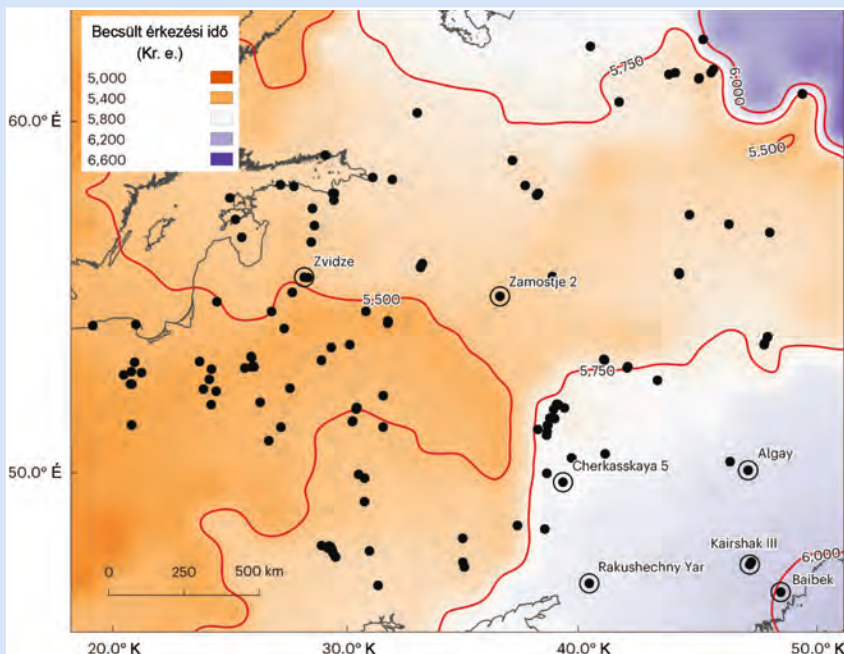 Becsült érkezési idő
(Kr. e.)
5,000
5,400
5,800
6,200
6,600
5,750
6,000
5,500
60.0° É
Zvidze
Zamostje 2
5,500
5,750
50.0° É
Cherkasskaya 5
Algay
Kairshak III
Rakushechny Yar
6,000
Baibek
0 250 500 km
20.0° K 30.0° K 40.0° K 50.0° K